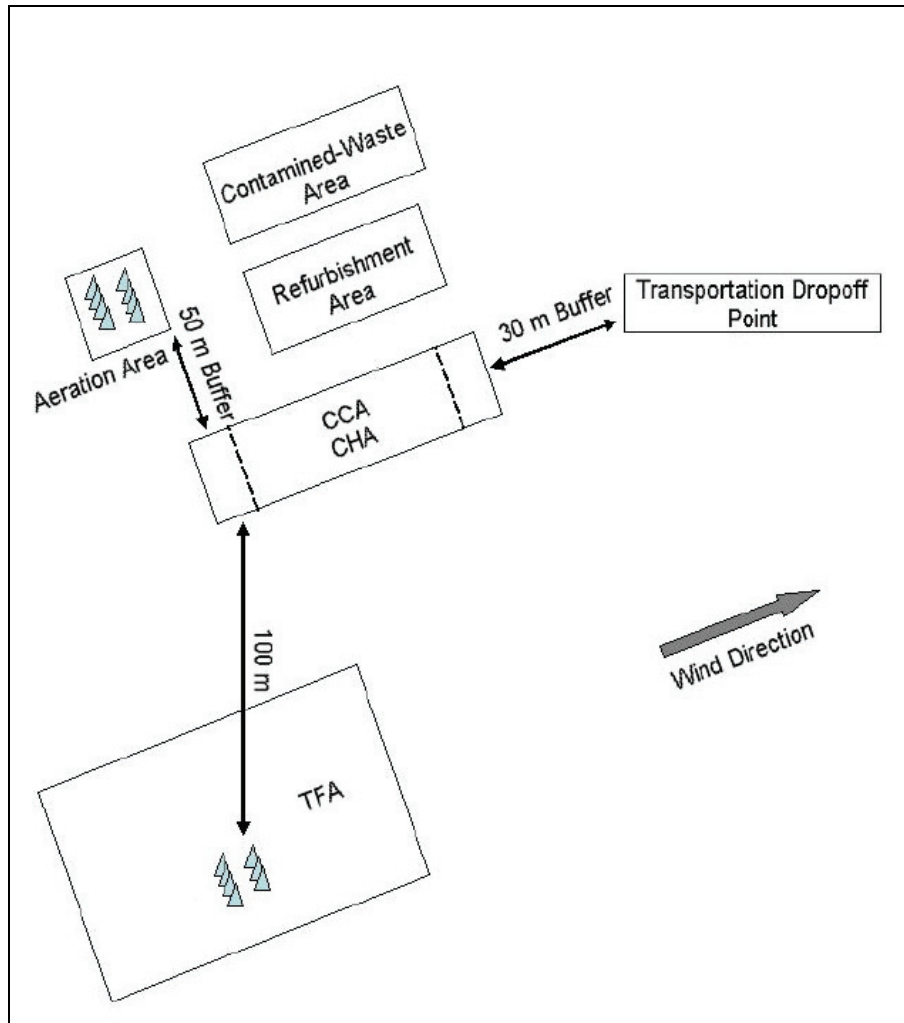 Contamined-Waste
Area
Refurbishment
Area
Aeration Area
50 m Buffer
30 m Buffer
Transportation Dropoff
Point
CCA
CHA
100 m
Wind Direction
TFA